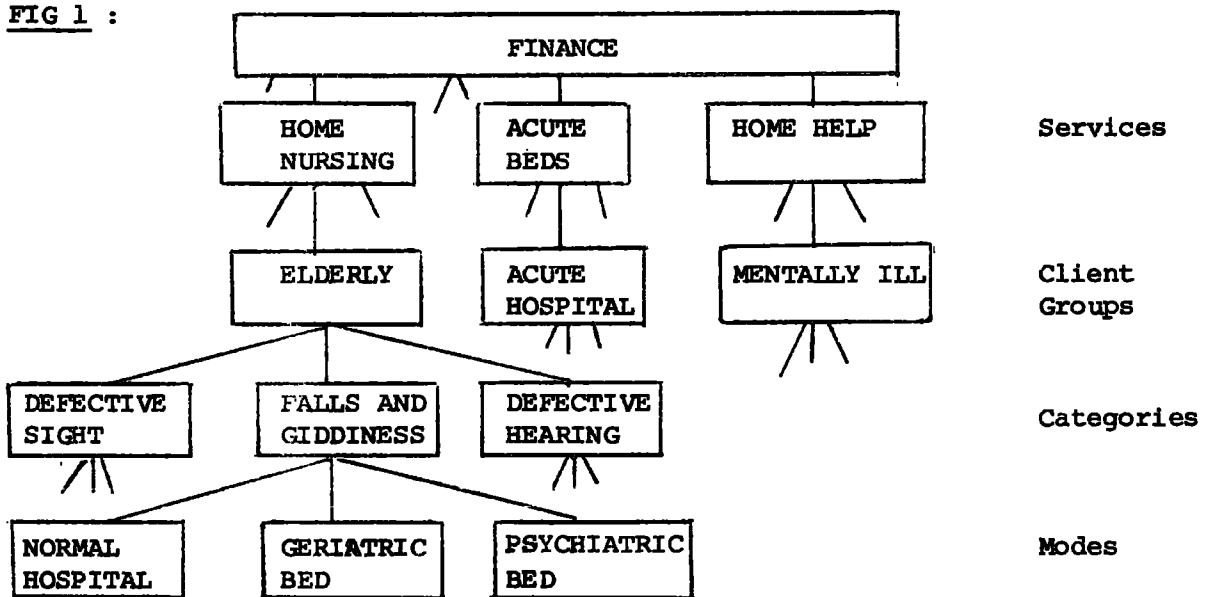 FIG 1 :
FINANCE
HOME
NURSING
ACUTE
BEDS
HOME HELP
Services
ELDERLY
ACUTE
HOSPITAL
MENTALLY ILL
Client
Groups
DEFECTIVE
SIGHT
FALLS AND
GIDDINESS
DEFECTIVE
HEARING
Categories
NORMAL
HOSPITAL
GERIATRIC
BED
PSYCHIATRIC
BED
Modes